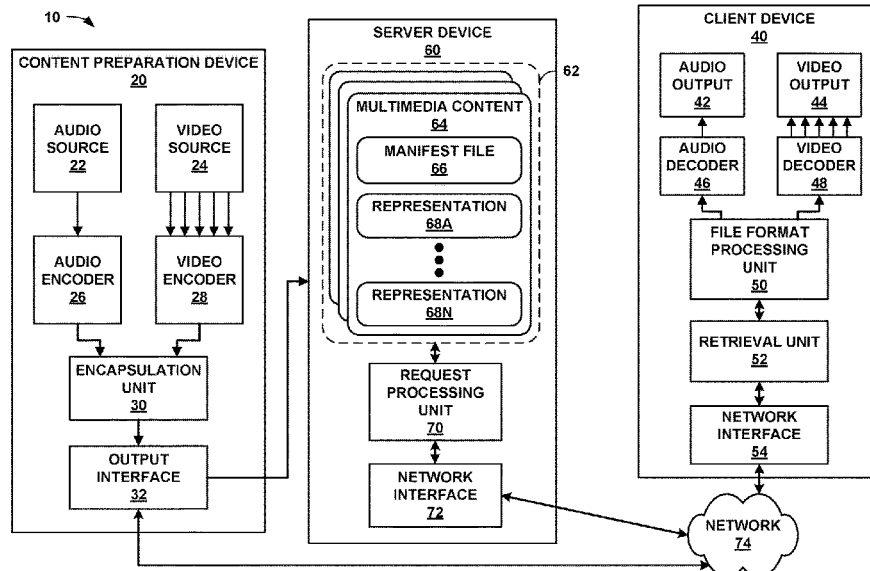 10
CONTENT PREPARATION DEVICE
20
AUDIO
SOURCE
22
VIDEO
SOURCE
24
AUDIO
ENCODER
26
VIDEO
ENCODER
28
ENCAPSULATION
UNIT
30
OUTPUT
INTERFACE
32
SERVER DEVICE
60
62
MULTIMEDIA CONTENT
64
MANIFEST FILE
66
REPRESENTATION
68A
REPRESENTATION
68N
REQUEST
PROCESSING
UNIT
70
NETWORK
INTERFACE
72
CLIENT DEVICE
40
AUDIO
OUTPUT
42
VIDEO
OUTPUT
44
AUDIO
DECODER
46
VIDEO
DECODER
48
FILE FORMAT
PROCESSING
UNIT
50
RETRIEVAL UNIT
52
NETWORK
INTERFACE
54
NETWORK
74